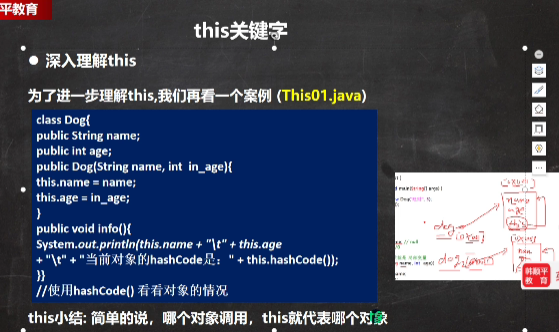 平教育
this关键字
● 深入理解this
为了进一步理解this,我们再看一个案例 (This01.java)
class Dog{
public String name;
public int age;
public Dog(String name, int in_age){
this.name = name;
this.age = in_age;
}
public void info(){
System.out.println(this.name + "\t" + this.age
+ "\t" + "当前对象的hashCode是：" + this.hashCode());
}}
//使用hashCode() 看看对象的情况
韩顺平
教育
this小结: 简单的说，哪个对象调用，this就代表哪个对象